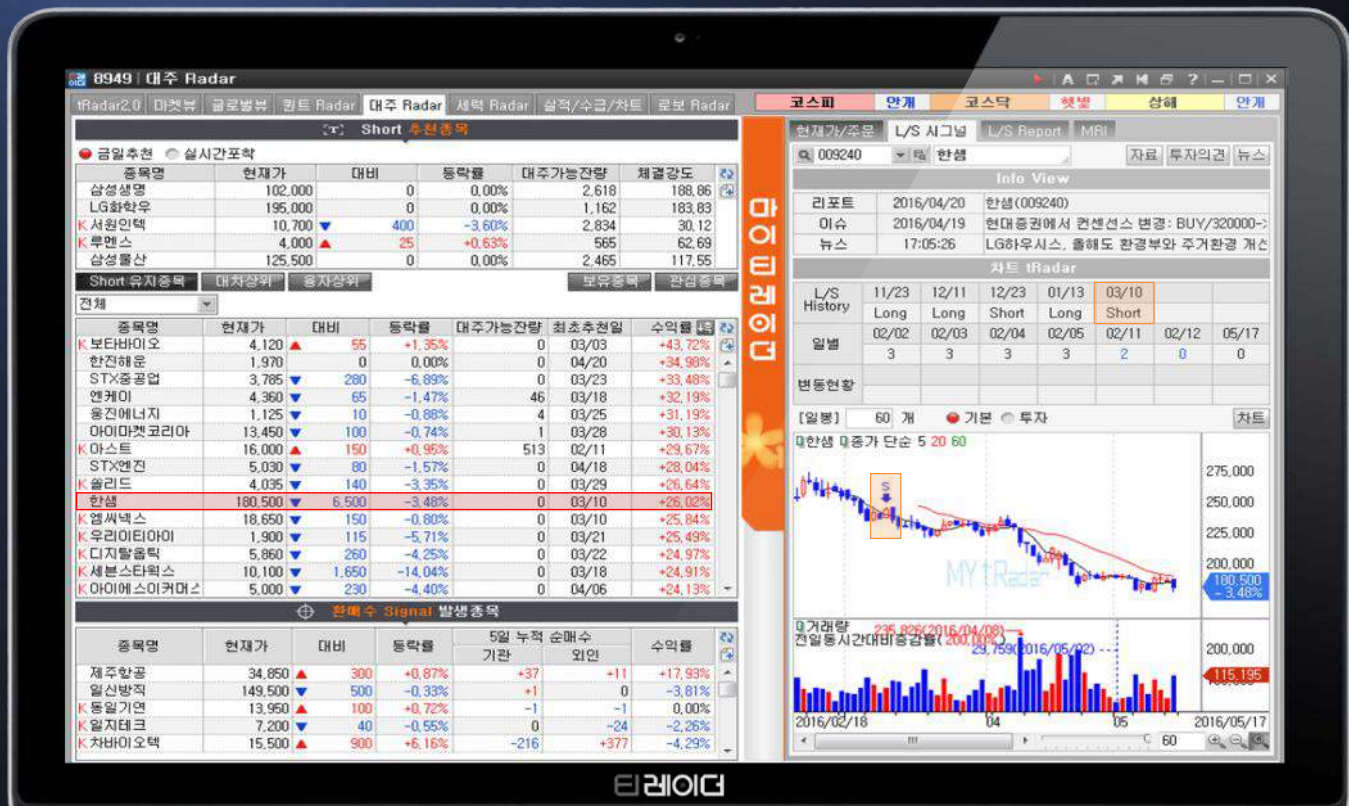 8949 대주 Radar
tRadar2.0 마켓뷰 글로벌뷰 퀀트 Radar 대주 Radar 세력 Radar 실적/수급/차트 로보 Radar
[T] Short 추천종목
금일추천 실시간포착
종목명 현재가 대비 등락률 대주가능잔량 체결강도
삼성생명 102,000 0 0,00% 2,618 188,86
LG화학우 195,000 0 0,00% 1,162 183,83
K 서원인텍 10,700 ▼ 400 -3,60% 2,834 30,12
K 루멘스 4,000 ▲ 25 +0,63% 565 62,69
삼성물산 125,500 0 0,00% 2,465 117,55
Short 유지종목 대차상위 융자상위 보유종목 관심종목
전체
종목명 현재가 대비 등락률 대주가능잔량 최초추천일 수익률
K 보타바이오 4,120 ▲ 55 +1,35% 0 03/03 +43,72%
한진해운 1,970 0 0,00% 0 04/20 +34,98%
STX중공업 3,785 ▼ 280 -6,89% 0 03/23 +33,48%
엔케이 4,360 ▼ 65 -1,47% 46 03/18 +32,19%
웅진에너지 1,125 ▼ 10 -0,88% 4 03/25 +31,19%
아이마켓코리아 13,450 ▼ 100 -0,74% 1 03/28 +30,13%
K 아스트 16,000 ▲ 150 +0,95% 513 02/11 +29,67%
STX엔진 5,030 ▼ 80 -1,57% 0 04/18 +28,04%
K 쏠리드 4,035 ▼ 140 -3,35% 0 03/29 +26,64%
한샘 180,500 ▼ 6,500 -3,48% 0 03/10 +26,02%
K 엠씨넥스 18,650 ▼ 150 -0,80% 0 03/10 +25,84%
K 우리이티아이 1,900 ▼ 115 -5,71% 0 03/21 +25,49%
K 디지탈옵틱 5,860 ▼ 260 -4,25% 0 03/22 +24,97%
K 세븐스타웍스 10,100 ▼ 1,650 -14,04% 0 03/18 +24,91%
K 아이에스이커머스 5,000 ▼ 230 -4,40% 0 04/06 +24,13%
환매수 Signal 발생종목
종목명 현재가 대비 등락률 5일 누적 순매수 수익률
기관 외인
제주항공 34,850 ▲ 300 +0,87% +37 +11 +17,93%
일신방직 149,500 ▼ 500 -0,33% +1 0 -3,81%
K 동일기연 13,950 ▲ 100 +0,72% -1 -1 0,00%
K 일지테크 7,200 ▼ 40 -0,55% 0 -24 -2,26%
K 차바이오텍 15,500 ▲ 900 +6,16% -216 +377 -4,29%
마이티레이더
코스피 안개 코스닥 햇빛 상해 안개
현재가/주문 L/S 시그널 L/S Report MRI
009240 한샘 자료 투자의견 뉴스
Info View
리포트 2016/04/20 한샘(009240)
이슈 2016/04/19 현대증권에서 컨센선스 변경: BUY/320000->
뉴스 17:05:26 LG하우시스, 올해도 환경부와 주거환경 개선
차트 tRadar
L/S History 11/23 12/11 12/23 01/13 03/10
Long Long Short Long Short
일별 02/02 02/03 02/04 02/05 02/11 02/12 05/17
3 3 3 3 2 0 0
변동현황
[일봉] 60 개 기본 투자 차트
한샘 종가 단순 5 20 60
S
275,000
250,000
225,000
200,000
180,500
-3,48%
MY tRadar
거래량 235,826(2016/04/08)
전일동시간대비증감률(200,00%)
29,759(2016/05/02)
200,000
115,195
2016/02/18 04 05 2016/05/17
60
티레이더